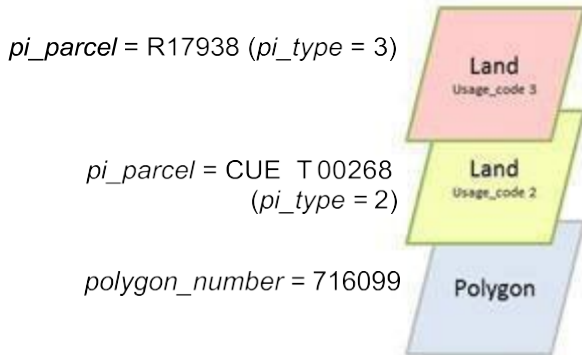 pi_parcel = R17938 (pi_type = 3)
Land
Usage_code 3
pi_parcel = CUE T 00268
(pi_type = 2)
Land
Usage_code 2
polygon_number = 716099
Polygon